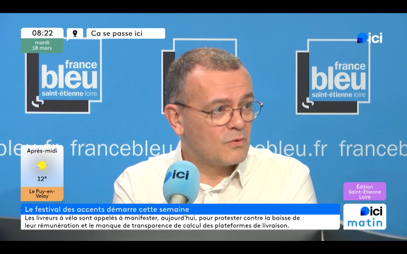 08:22
mardi
18 mars
Ca se passe ici
ici
france
bleu
saint-étienne loire
france
bleu
saint-étienne loire
bleu.fr francebleu.fr francebleu.fr
Après-midi
12°
Le Puy-en-
Velay
ici
Édition
Saint-Étienne
Loire
Le festival des accents démarre cette semaine
Les livreurs à vélo sont appelés à manifester, aujourd'hui, pour protester contre la baisse de
leur rémunération et le manque de transparence de calcul des plateformes de livraison.
ici
matin